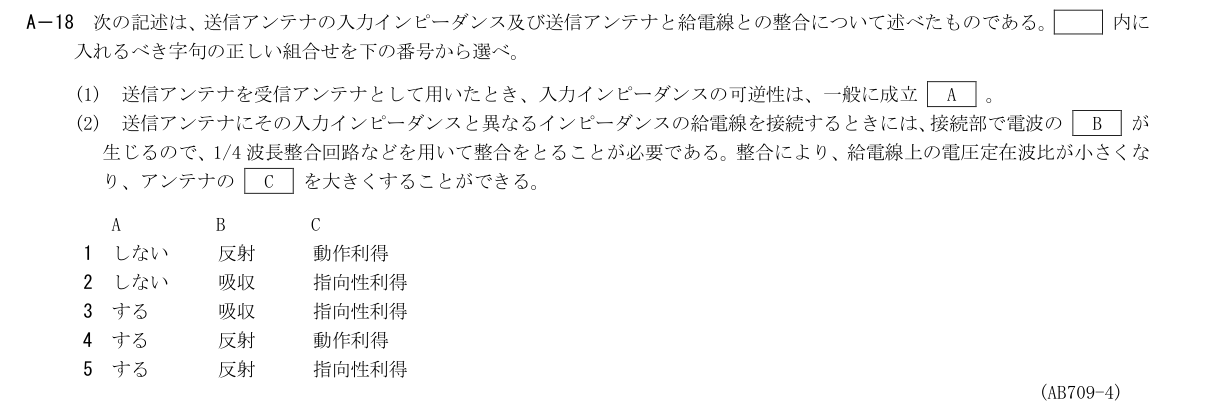 A－18 次の記述は、送信アンテナの入力インピーダンス及び送信アンテナと給電線との整合について述べたものである。 内に
入れるべき字句の正しい組合せを下の番号から選べ。
(1) 送信アンテナを受信アンテナとして用いたとき、入力インピーダンスの可逆性は、一般に成立 A 。
(2) 送信アンテナにその入力インピーダンスと異なるインピーダンスの給電線を接続するときには、接続部で電波の B が
生じるので、1/4 波長整合回路などを用いて整合をとることが必要である。整合により、給電線上の電圧定在波比が小さくな
り、アンテナの C を大きくすることができる。
A B C
1 しない 反射 動作利得
2 しない 吸収 指向性利得
3 する 吸収 指向性利得
4 する 反射 動作利得
5 する 反射 指向性利得
(AB709-4)